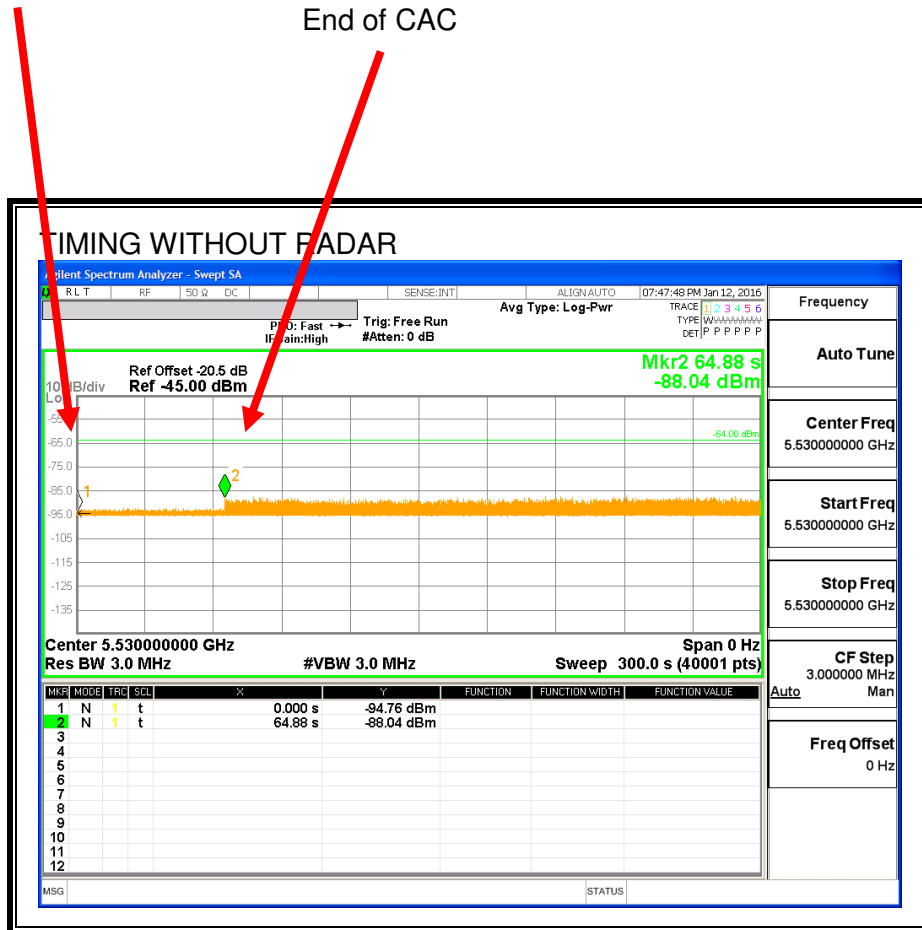 End of CAC
TIMING WITHOUT RADAR
Agilent Spectrum Analyzer - Swept SA
RLT RF 50 Ω DC SENSE:INT ALIGN AUTO 07:47:48 PM Jan 12, 2016
Avg Type: Log-Pwr
TRACE 1 2 3 4 5 6
TYPE WWWWWW
DET P P P P P P
Fast Trig: Free Run
#Atten: 0 dB
Mkr2 64.88 s
-88.04 dBm
Ref Offset -20.5 dB
Ref -45.00 dBm
-64.00 dBm
-65.0
-75.0
-85.0
-95.0
-105
-115
-125
-135
1
2
Center 5.530000000 GHz Span 0 Hz
Res BW 3.0 MHz #VBW 3.0 MHz Sweep 300.0 s (40001 pts)
MKR MODE TRC SCL X Y FUNCTION FUNCTION WIDTH FUNCTION VALUE
1 N 1 t 0.000 s -94.76 dBm
2 N 1 t 64.88 s -88.04 dBm
3
4
5
6
7
8
9
10
11
12
MSG STATUS
Frequency
Auto Tune
Center Freq
5.530000000 GHz
Start Freq
5.530000000 GHz
Stop Freq
5.530000000 GHz
CF Step
3.000000 MHz
Auto Man
Freq Offset
0 Hz